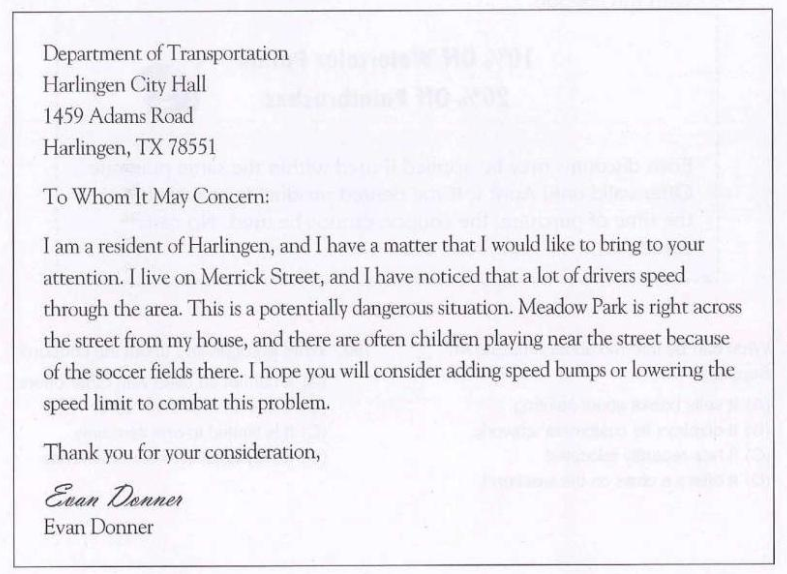 Department of Transportation
Harlingen City Hall
1459 Adams Road
Harlingen, TX 78551
To Whom It May Concern:
I am a resident of Harlingen, and I have a matter that I would like to bring to your
attention. I live on Merrick Street, and I have noticed that a lot of drivers speed
through the area. This is a potentially dangerous situation. Meadow Park is right across
the street from my house, and there are often children playing near the street because
of the soccer fields there. I hope you will consider adding speed bumps or lowering the
speed limit to combat this problem.
Thank you for your consideration,
Evan Donner
Evan Donner